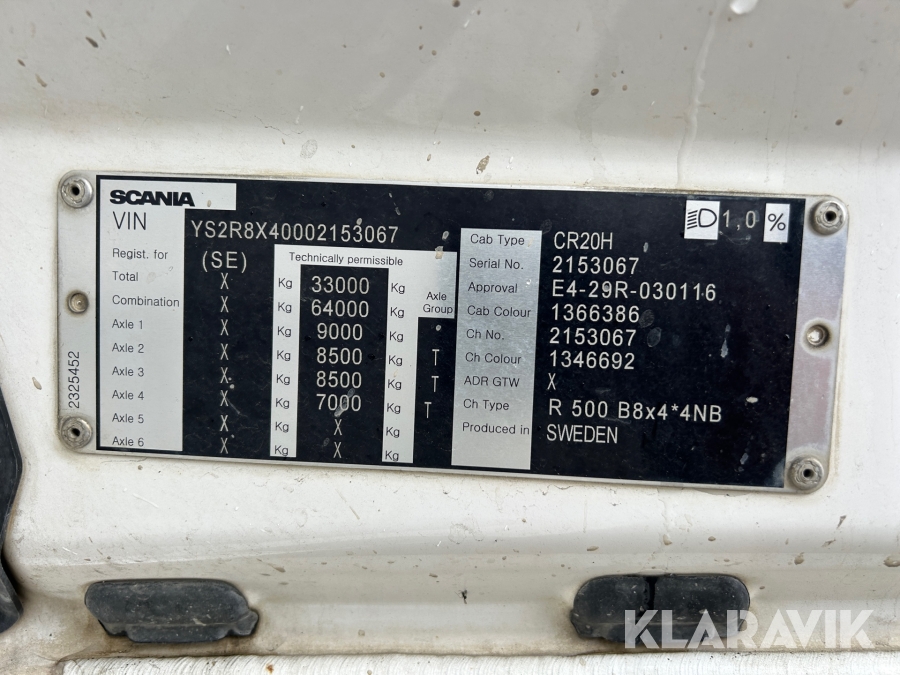 SCANIA
VIN YS2R8X40002153067
Regist. for (SE) Technically permissible
Total X Kg 33000 Kg
Combination X Kg 64000 Kg Axle Group
Axle 1 X Kg 9000 Kg
Axle 2 X Kg 8500 Kg T
Axle 3 X Kg 8500 Kg T
Axle 4 X Kg 7000 Kg T
Axle 5 X Kg X Kg
Axle 6 X Kg X Kg
1,0 %
Cab Type CR20H
Serial No. 2153067
Approval E4-29R-030116
Cab Colour 1366386
Ch No. 2153067
Ch Colour 1346692
ADR GTW X
Ch Type R 500 B8x4*4NB
Produced in SWEDEN
2325452
KLARAVIK